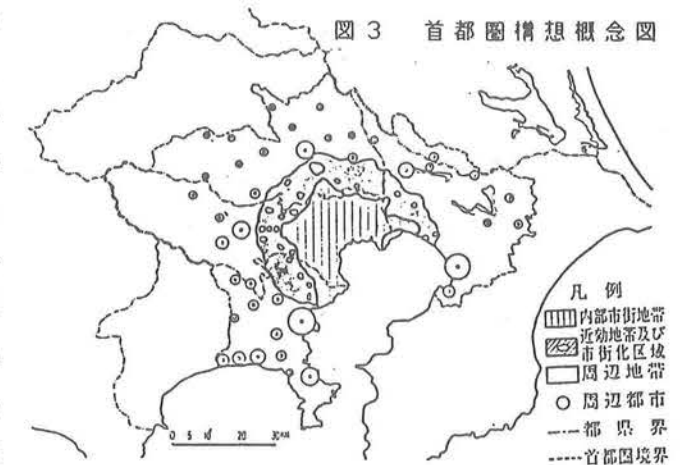 図3 首都圏構想概念図
凡例
内部市街地帯
近効地帯及び
市街化区域
周辺地帯
周辺都市
都県界
首都圏境界
0 5 10 20 30KM